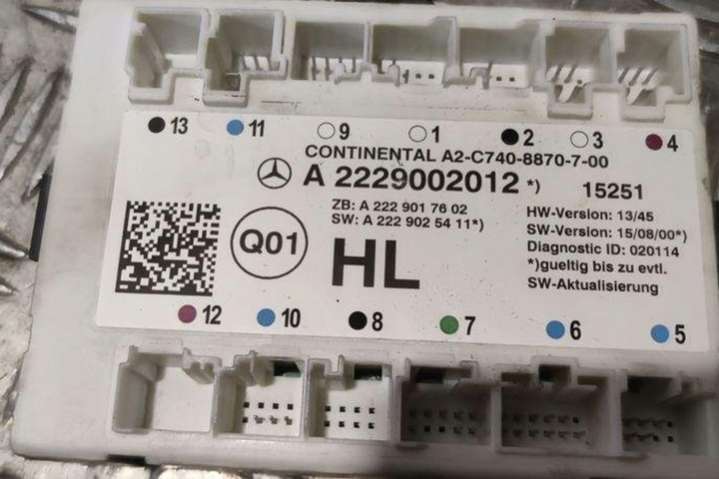 13 11 9 1 2 3 4
CONTINENTAL A2-C740-8870-7-00
A 2229002012 *) 15251
ZB: A 222 901 76 02
SW: A 222 902 54 11*)
HW-Version: 13/45
SW-Version: 15/08/00*)
Diagnostic ID: 020114
*)gueltig bis zu evtl.
SW-Aktualisierung
Q01
HL
12 10 8 7 6 5